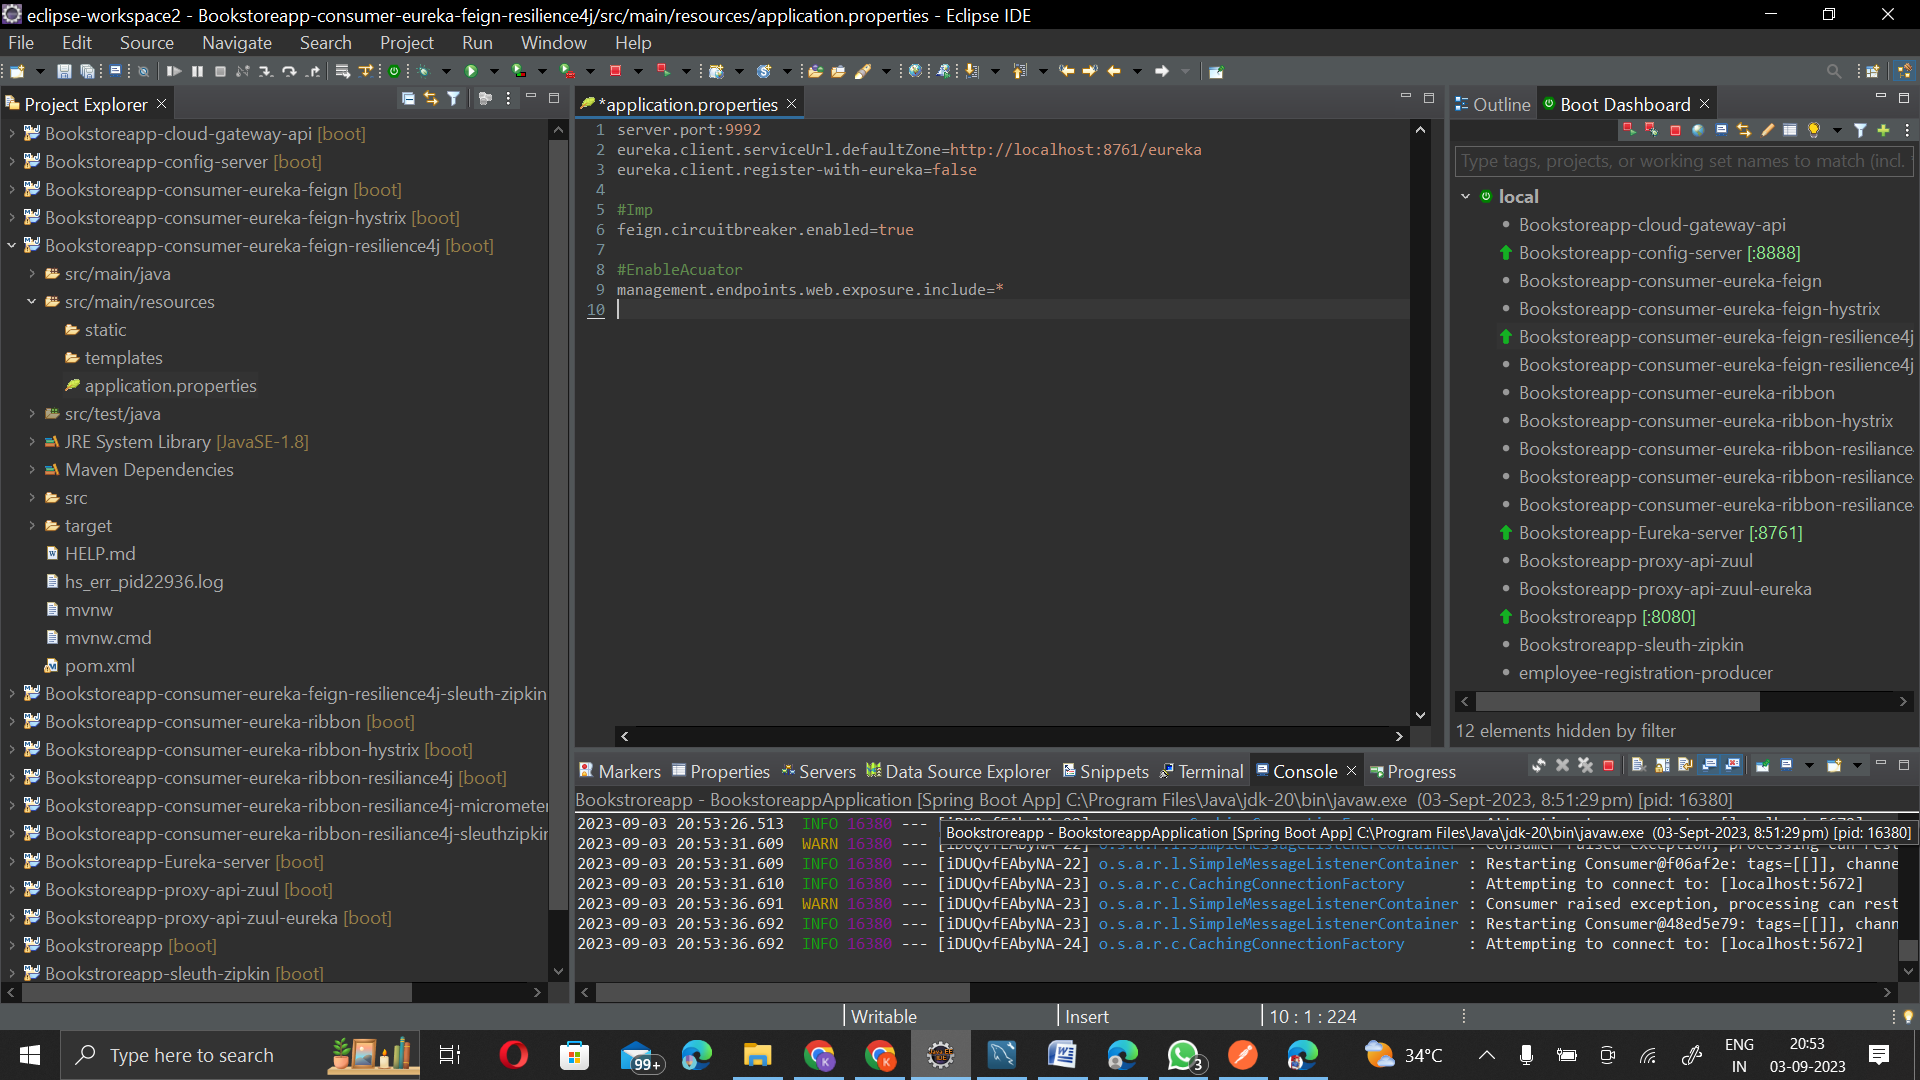 eclipse-workspace2 - Bookstoreapp-consumer-eureka-feign-resilience4j/src/main/resources/application.properties - Eclipse IDE
File Edit Source Navigate Search Project Run Window Help
Project Explorer
Bookstoreapp-cloud-gateway-api [boot]
Bookstoreapp-config-server [boot]
Bookstoreapp-consumer-eureka-feign [boot]
Bookstoreapp-consumer-eureka-feign-hystrix [boot]
Bookstoreapp-consumer-eureka-feign-resilience4j [boot]
src/main/java
src/main/resources
static
templates
application.properties
src/test/java
JRE System Library [JavaSE-1.8]
Maven Dependencies
src
target
HELP.md
hs_err_pid22936.log
mvnw
mvnw.cmd
pom.xml
Bookstoreapp-consumer-eureka-feign-resilience4j-sleuth-zipkin
Bookstoreapp-consumer-eureka-ribbon [boot]
Bookstoreapp-consumer-eureka-ribbon-hystrix [boot]
Bookstoreapp-consumer-eureka-ribbon-resiliance4j [boot]
Bookstoreapp-consumer-eureka-ribbon-resiliance4j-micrometer
Bookstoreapp-consumer-eureka-ribbon-resiliance4j-sleuthzipkin
Bookstoreapp-Eureka-server [boot]
Bookstoreapp-proxy-api-zuul [boot]
Bookstoreapp-proxy-api-zuul-eureka [boot]
Bookstroreapp [boot]
Bookstroreapp-sleuth-zipkin [boot]
*application.properties
1 server.port:9992
2 eureka.client.serviceUrl.defaultZone=http://localhost:8761/eureka
3 eureka.client.register-with-eureka=false
4
5 #Imp
6 feign.circuitbreaker.enabled=true
7
8 #EnableAcuator
9 management.endpoints.web.exposure.include=*
10
Outline Boot Dashboard
Type tags, projects, or working set names to match (incl. *
local
Bookstoreapp-cloud-gateway-api
Bookstoreapp-config-server [:8888]
Bookstoreapp-consumer-eureka-feign
Bookstoreapp-consumer-eureka-feign-hystrix
Bookstoreapp-consumer-eureka-feign-resilience4j
Bookstoreapp-consumer-eureka-feign-resilience4j
Bookstoreapp-consumer-eureka-ribbon
Bookstoreapp-consumer-eureka-ribbon-hystrix
Bookstoreapp-consumer-eureka-ribbon-resiliance
Bookstoreapp-consumer-eureka-ribbon-resiliance
Bookstoreapp-consumer-eureka-ribbon-resiliance
Bookstoreapp-Eureka-server [:8761]
Bookstoreapp-proxy-api-zuul
Bookstoreapp-proxy-api-zuul-eureka
Bookstroreapp [:8080]
Bookstroreapp-sleuth-zipkin
employee-registration-producer
12 elements hidden by filter
Markers Properties Servers Data Source Explorer Snippets Terminal Console Progress
Bookstroreapp - BookstoreappApplication [Spring Boot App] C:\Program Files\Java\jdk-20\bin\javaw.exe (03-Sept-2023, 8:51:29 pm) [pid: 16380]
2023-09-03 20:53:26.513 INFO 16380 ---
Bookstroreapp - BookstoreappApplication [Spring Boot App] C:\Program Files\Java\jdk-20\bin\javaw.exe (03-Sept-2023, 8:51:29 pm) [pid: 16380]
2023-09-03 20:53:31.609 WARN 16380 --- [iDUQvfEAbyNA-22] o.s.a.r.l.SimpleMessageListenerContainer : Consumer raised exception, processing can rest
2023-09-03 20:53:31.609 INFO 16380 --- [iDUQvfEAbyNA-22] o.s.a.r.l.SimpleMessageListenerContainer : Restarting Consumer@f06af2e: tags=[[]], channe
2023-09-03 20:53:31.610 INFO 16380 --- [iDUQvfEAbyNA-23] o.s.a.r.c.CachingConnectionFactory : Attempting to connect to: [localhost:5672]
2023-09-03 20:53:36.691 WARN 16380 --- [iDUQvfEAbyNA-23] o.s.a.r.l.SimpleMessageListenerContainer : Consumer raised exception, processing can rest
2023-09-03 20:53:36.692 INFO 16380 --- [iDUQvfEAbyNA-23] o.s.a.r.l.SimpleMessageListenerContainer : Restarting Consumer@48ed5e79: tags=[[]], chann
2023-09-03 20:53:36.692 INFO 16380 --- [iDUQvfEAbyNA-24] o.s.a.r.c.CachingConnectionFactory : Attempting to connect to: [localhost:5672]
Writable Insert 10 : 1 : 224
Type here to search
99+
3
34°C
ENG
IN
20:53
03-09-2023